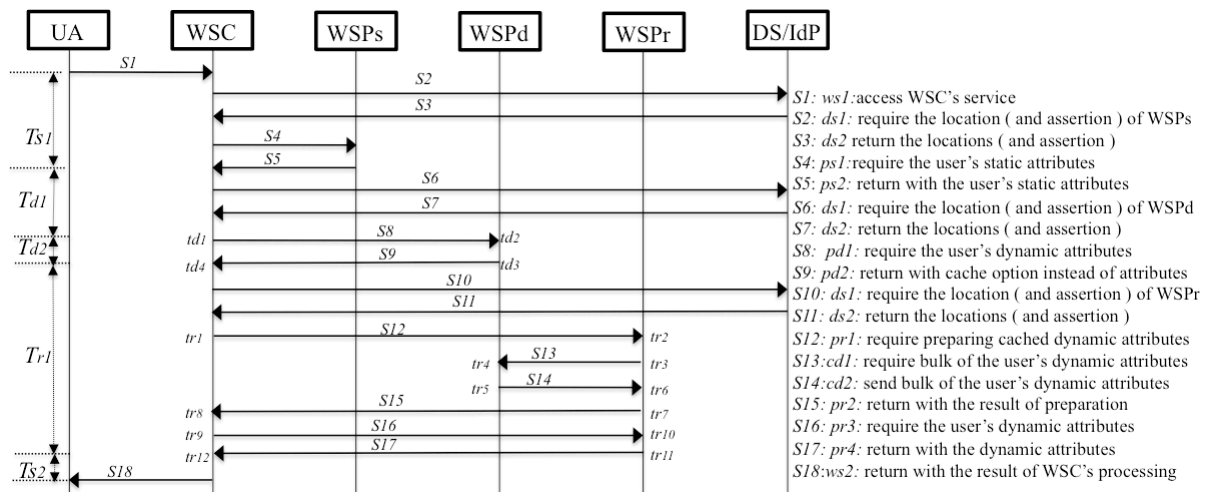 UA
WSC
WSPs
WSPd
WSPr
DS/IdP
S1
S2
S3
S4
S5
S6
S7
td1
S8
td2
S9
td4
td3
S10
S11
tr1
S12
tr2
tr4
S13
tr3
tr5
S14
tr6
tr8
S15
tr7
tr9
S16
tr10
S17
tr12
tr11
S18
Ts1
Td1
Td2
Tr1
Ts2
S1: ws1:access WSC's service
S2: ds1: require the location ( and assertion ) of WSPs
S3: ds2 return the locations ( and assertion )
S4: ps1:require the user's static attributes
S5: ps2: return with the user's static attributes
S6: ds1: require the location ( and assertion ) of WSPd
S7: ds2: return the locations ( and assertion )
S8: pd1: require the user's dynamic attributes
S9: pd2: return with cache option instead of attributes
S10: ds1: require the location ( and assertion ) of WSPr
S11: ds2: return the locations ( and assertion )
S12: pr1: require preparing cached dynamic attributes
S13:cd1: require bulk of the user's dynamic attributes
S14:cd2: send bulk of the user's dynamic attributes
S15: pr2: return with the result of preparation
S16: pr3: require the user's dynamic attributes
S17: pr4: return with the dynamic attributes
S18:ws2: return with the result of WSC's processing